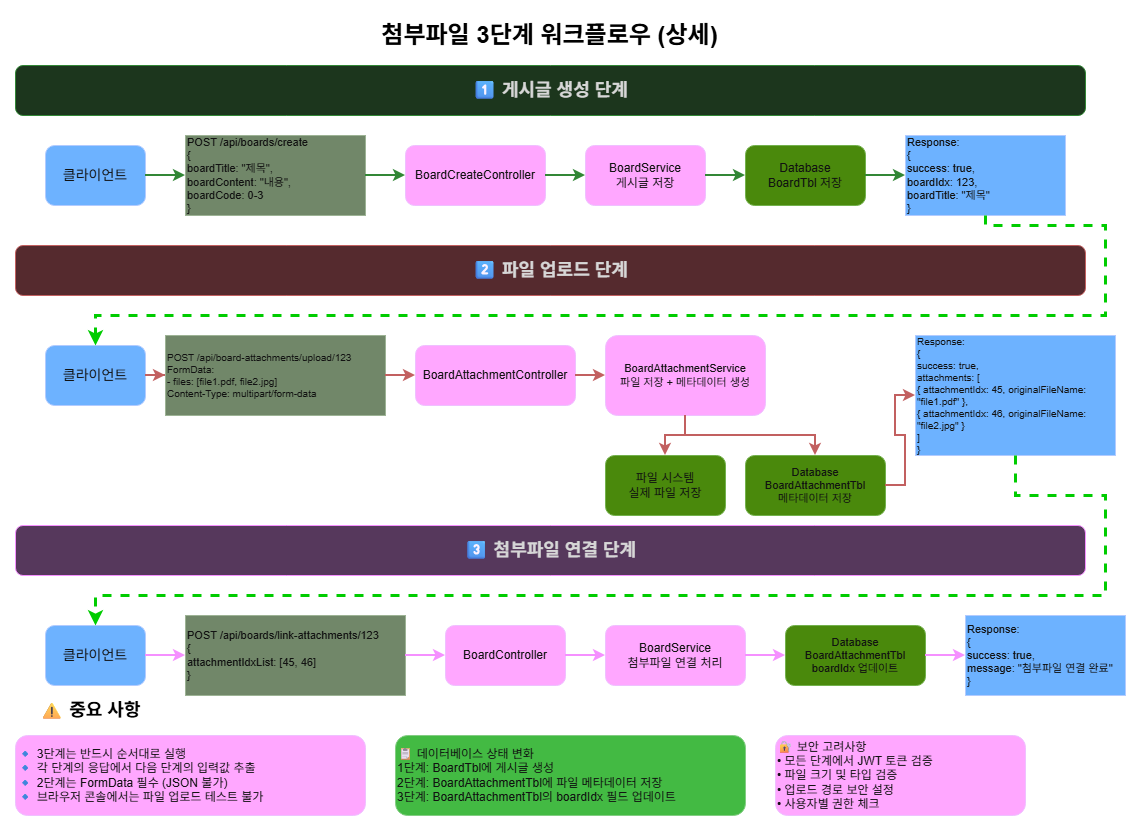 첨부파일 3단계 워크플로우 (상세)
1️⃣ 게시글 생성 단계
클라이언트
POST /api/boards/create
{
boardTitle: "제목",
boardContent: "내용",
boardCode: 0-3
}
BoardCreateController
BoardService
게시글 저장
Database
BoardTbl 저장
Response:
{
success: true,
boardIdx: 123,
boardTitle: "제목"
}
2️⃣ 파일 업로드 단계
클라이언트
POST /api/board-attachments/upload/123
FormData:
- files: [file1.pdf, file2.jpg]
Content-Type: multipart/form-data
BoardAttachmentController
BoardAttachmentService
파일 저장 + 메타데이터 생성
파일 시스템
실제 파일 저장
Database
BoardAttachmentTbl
메타데이터 저장
Response:
{
success: true,
attachments: [
{ attachmentIdx: 45, originalFileName:
"file1.pdf" },
{ attachmentIdx: 46, originalFileName:
"file2.jpg" }
]
}
3️⃣ 첨부파일 연결 단계
클라이언트
POST /api/boards/link-attachments/123
{
attachmentIdxList: [45, 46]
}
BoardController
BoardService
첨부파일 연결 처리
Database
BoardAttachmentTbl
boardIdx 업데이트
Response:
{
success: true,
message: "첨부파일 연결 완료"
}
⚠️ 중요 사항
🔹 3단계는 반드시 순서대로 실행
🔹 각 단계의 응답에서 다음 단계의 입력값 추출
🔹 2단계는 FormData 필수 (JSON 불가)
🔹 브라우저 콘솔에서는 파일 업로드 테스트 불가
📋 데이터베이스 상태 변화
1단계: BoardTbl에 게시글 생성
2단계: BoardAttachmentTbl에 파일 메타데이터 저장
3단계: BoardAttachmentTbl의 boardIdx 필드 업데이트
🔒 보안 고려사항
• 모든 단계에서 JWT 토큰 검증
• 파일 크기 및 타입 검증
• 업로드 경로 보안 설정
• 사용자별 권한 체크